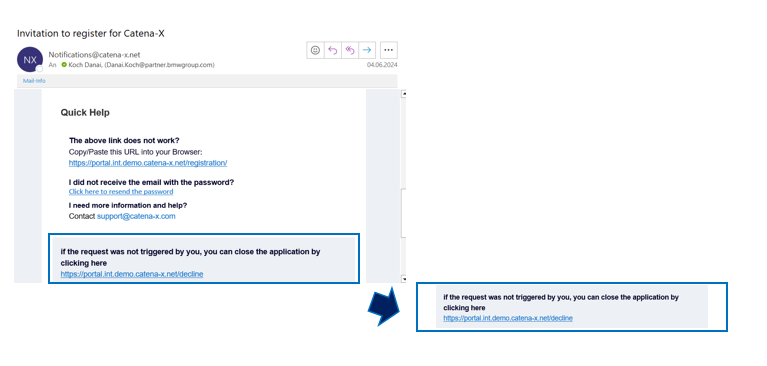 Invitation to register for Catena-X
NX
Notifications@catena-x.net
An Koch Danai, (Danai.Koch@partner.bmwgroup.com)
04.06.2024
Mail-Info
Quick Help
The above link does not work?
Copy/Paste this URL into your Browser:
https://portal.int.demo.catena-x.net/registration/
I did not receive the email with the password?
Click here to resend the password
I need more information and help?
Contact support@catena-x.com
if the request was not triggered by you, you can close the application by
clicking here
https://portal.int.demo.catena-x.net/decline
if the request was not triggered by you, you can close the application by
clicking here
https://portal.int.demo.catena-x.net/decline